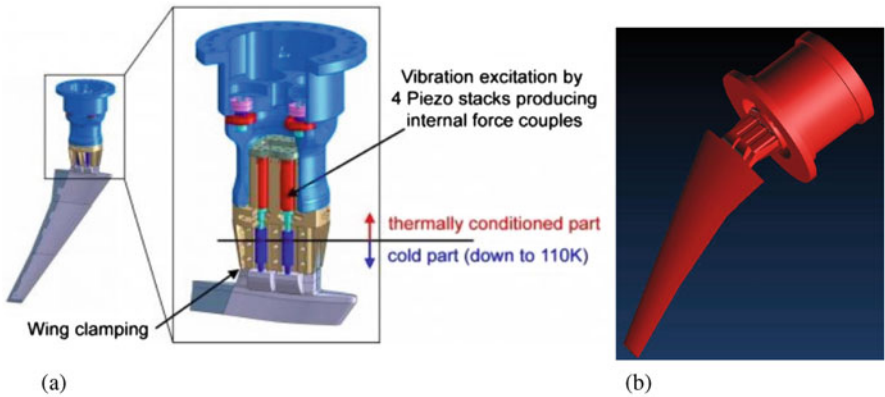 Vibration excitation by
4 Piezo stacks producing
internal force couples
thermally conditioned part
cold part (down to 110K)
Wing clamping
(a)
(b)